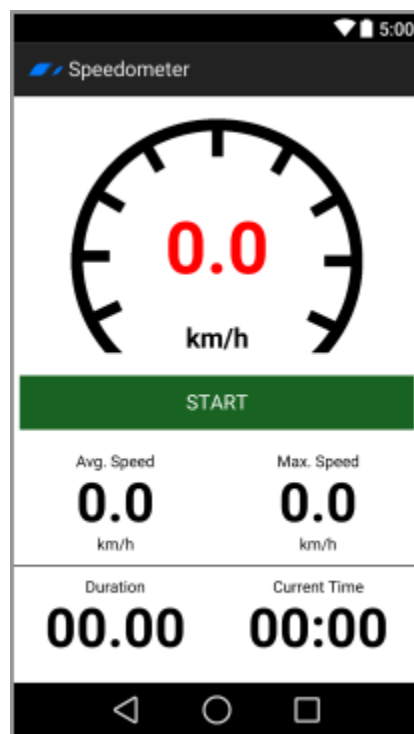 5:00
Speedometer
0.0
km/h
START
Avg. Speed Max. Speed
0.0 0.0
km/h km/h
Duration Current Time
00.00 00:00